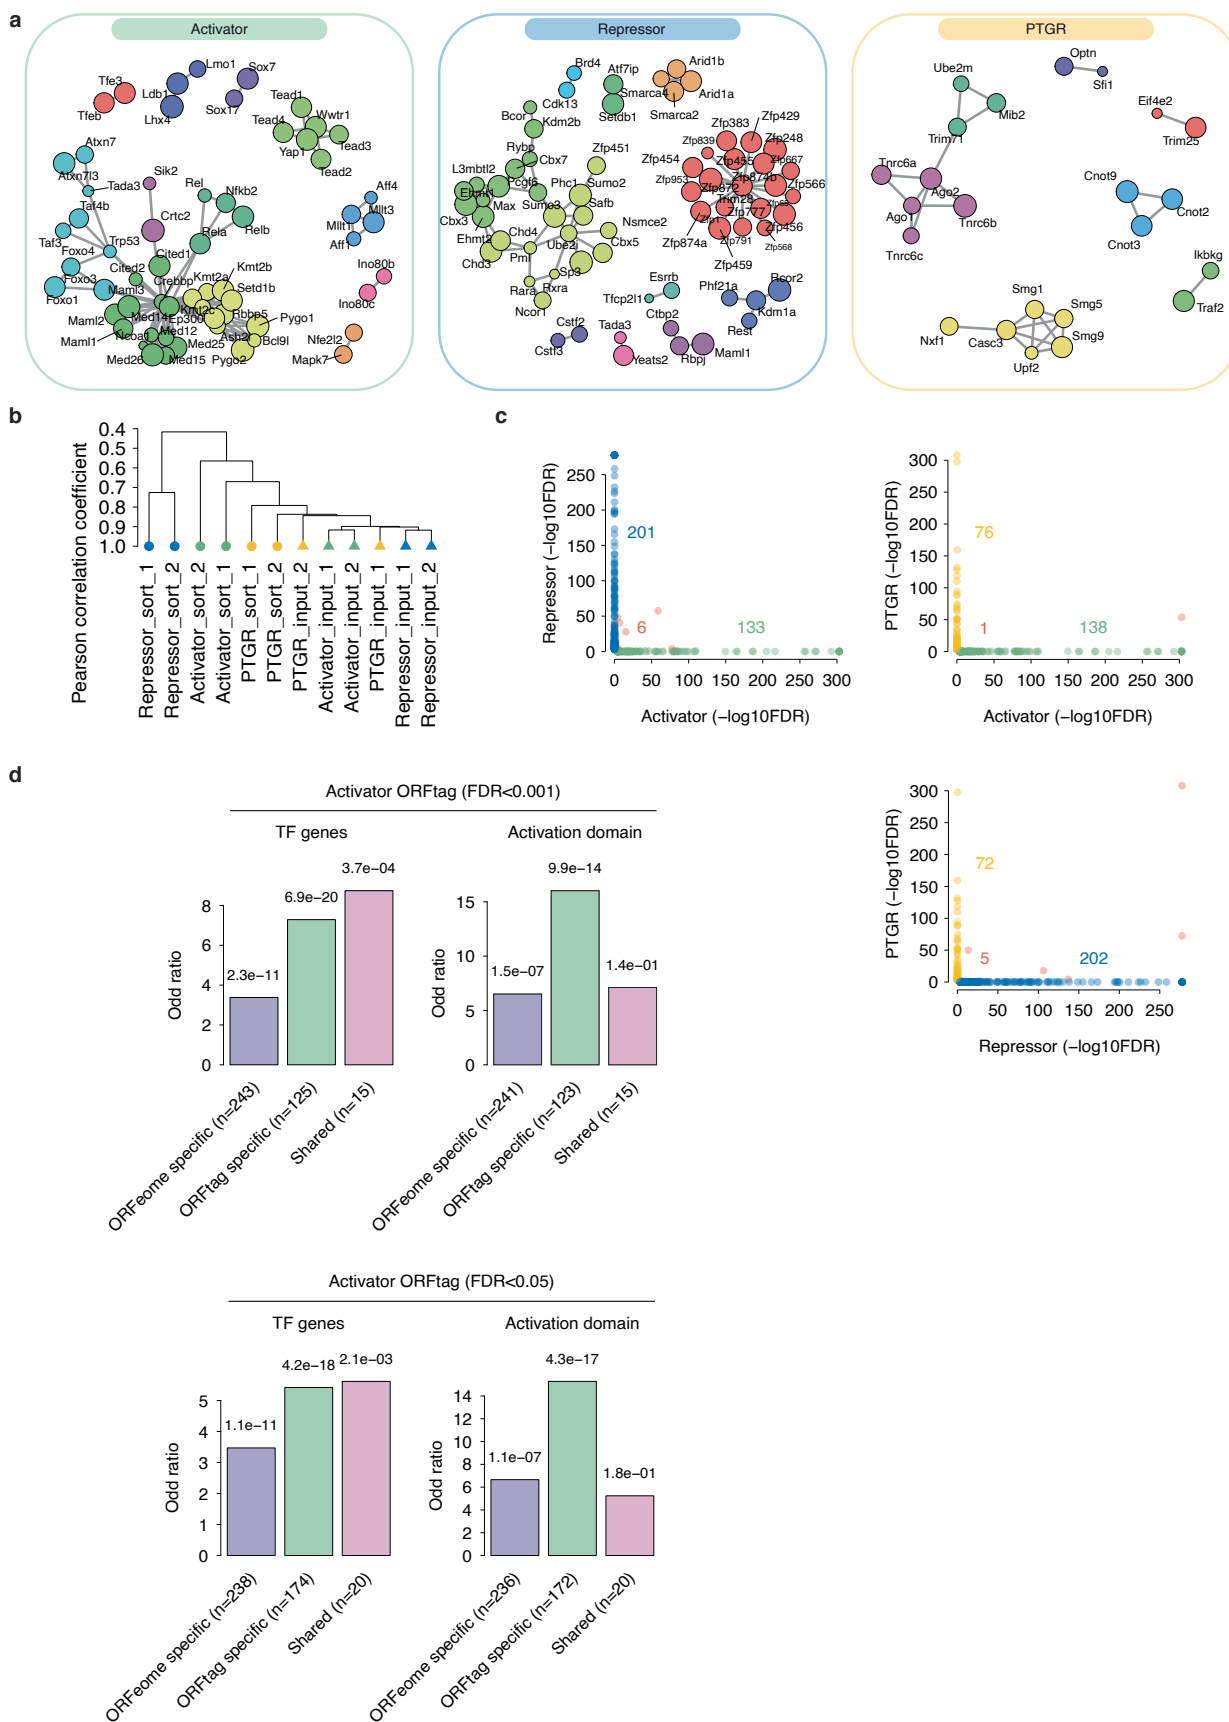 a
Activator
Repressor
PTGR
Tfe3
Tfeb
Lmo1
Ldb1
Lhx4
Sox7
Sox17
Tead1
Tead4
Wwtr1
Yap1
Tead3
Tead2
Atxn7
Atxn7l3
Tada3
Taf4b
Taf3
Trp53
Sik2
Crtc2
Rel
Nfkb2
Rela
Relb
Aff4
Mllt3
Mllt1
Aff1
Foxo4
Foxo3
Foxo1
Cited1
Cited2
Crebbp
Maml3
Maml2
Maml1
Med14
Ep300
Ncoa1
Med12
Med25
Med26
Med15
Kmt2a
Kmt2b
Setd1b
Kmt2c
Rbbp5
Ash2l
Pygo1
Bcl9l
Pygo2
Ino80b
Ino80c
Nfe2l2
Mapk7
Brd4
Cdk13
Atf7ip
Setdb1
Smarca4
Arid1b
Arid1a
Smarca2
Bcor
Kdm2b
Rybp
Cbx7
L3mbtl2
Pcgf6
Max
Cbx3
Ehmt2
Chd3
Chd4
Pml
Zfp451
Phc1
Sumo2
Sumo3
Safb
Nsmce2
Ube2i
Cbx5
Sp3
Rara
Rxra
Ncor1
Zfp383
Zfp429
Zfp839
Zfp248
Zfp454
Zfp455
Zfp667
Zfp953
Zfp872
Zfp874b
Zfp566
Trim28
Zfp1
Zfp777
Zfp456
Zfp874a
Zfp791
Zfp568
Zfp459
Esrrb
Tfcp2l1
Phf21a
Rcor2
Kdm1a
Rest
Cstf2
Cstf3
Tada3
Yeats2
Ctbp2
Rbpj
Maml1
Optn
Sfi1
Ube2m
Mib2
Trim71
Eif4e2
Trim25
Tnrc6a
Ago2
Ago1
Tnrc6b
Tnrc6c
Cnot9
Cnot2
Cnot3
Ikbkg
Traf2
Smg1
Smg5
Nxf1
Casc3
Smg9
Upf2
b
Pearson correlation coefficient
0.4
0.5
0.6
0.7
0.8
0.9
1.0
Repressor_sort_1
Repressor_sort_2
Activator_sort_2
Activator_sort_1
PTGR_sort_1
PTGR_sort_2
PTGR_input_2
Activator_input_1
Activator_input_2
PTGR_input_1
Repressor_input_1
Repressor_input_2
c
Repressor (−log10FDR)
250
200
150
100
50
0
201
6
133
0 50 100 150 200 250 300
Activator (−log10FDR)
PTGR (−log10FDR)
300
250
200
150
100
50
0
76
1
138
0 50 100 150 200 250 300
Activator (−log10FDR)
PTGR (−log10FDR)
300
250
200
150
100
50
0
72
5
202
0 50 100 150 200 250
Repressor (−log10FDR)
d
Activator ORFtag (FDR<0.001)
TF genes
Odd ratio
8
6
4
2
0
2.3e−11
6.9e−20
3.7e−04
ORFeome specific (n=243)
ORFtag specific (n=125)
Shared (n=15)
Activation domain
Odd ratio
15
10
5
0
1.5e−07
9.9e−14
1.4e−01
ORFeome specific (n=241)
ORFtag specific (n=123)
Shared (n=15)
Activator ORFtag (FDR<0.05)
TF genes
Odd ratio
5
4
3
2
1
0
1.1e−11
4.2e−18
2.1e−03
ORFeome specific (n=238)
ORFtag specific (n=174)
Shared (n=20)
Activation domain
Odd ratio
14
12
10
8
6
4
2
0
1.1e−07
4.3e−17
1.8e−01
ORFeome specific (n=236)
ORFtag specific (n=172)
Shared (n=20)